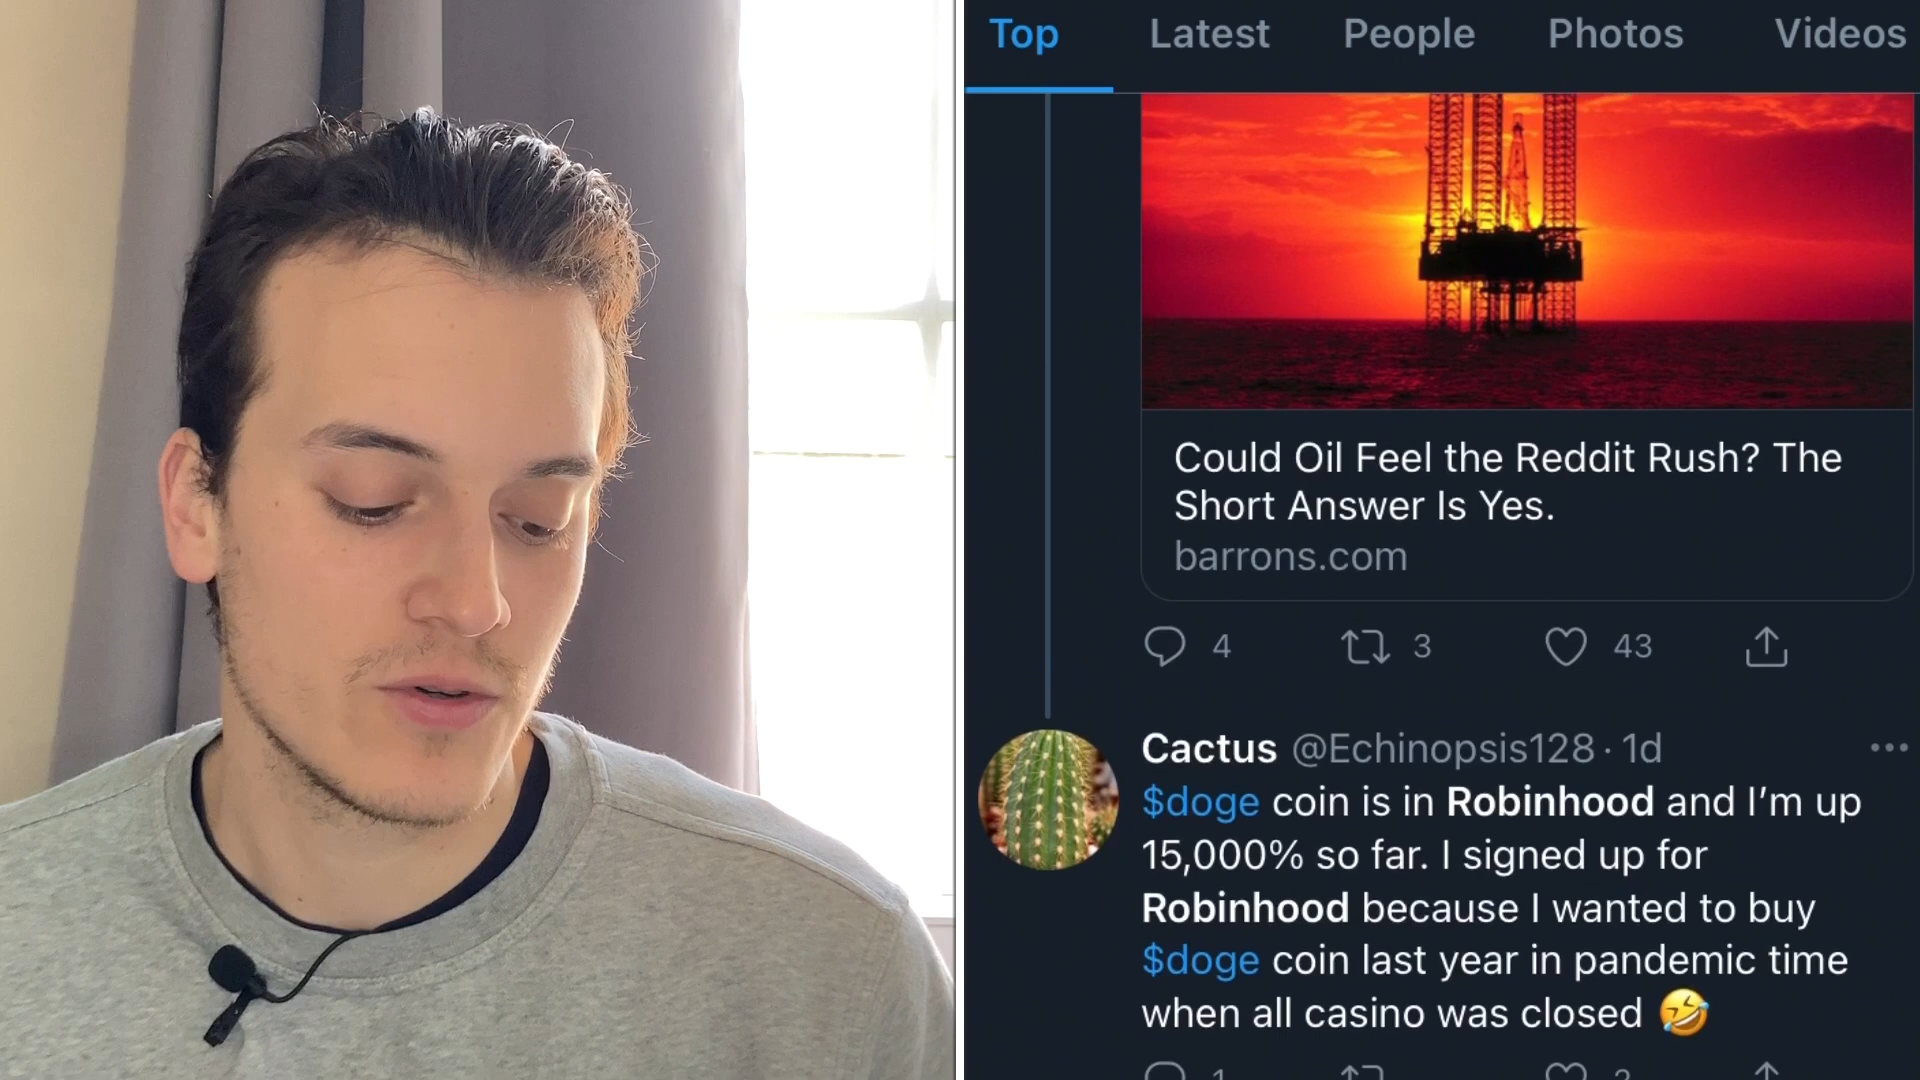 Top Latest People Photos Videos
Could Oil Feel the Reddit Rush? The
Short Answer Is Yes.
barrons.com
4 3 43
Cactus @Echinopsis128 · 1d
$doge coin is in Robinhood and I’m up
15,000% so far. I signed up for
Robinhood because I wanted to buy
$doge coin last year in pandemic time
when all casino was closed 🤣